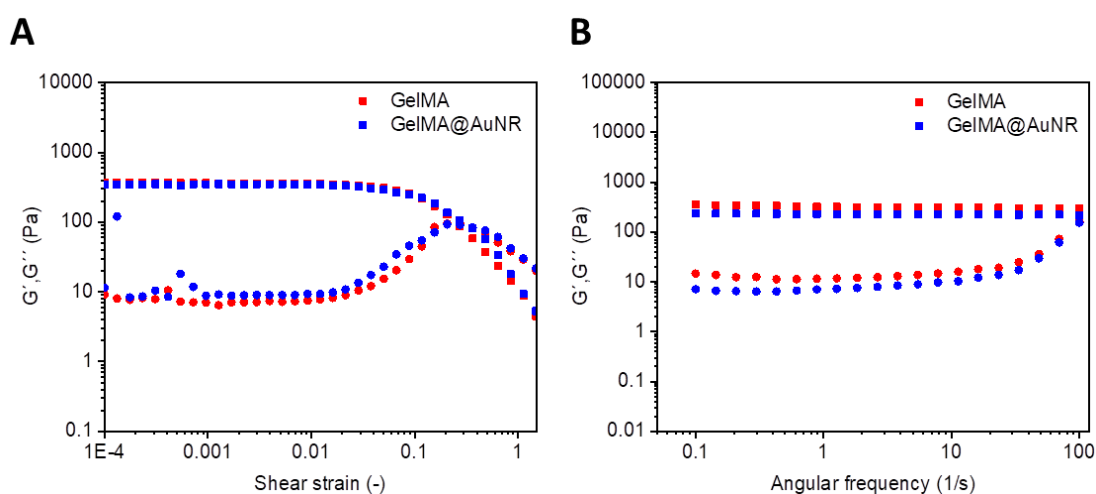 A
B
10000
1000
100
10
1
0.1
G´,G´´ (Pa)
GelMA
GelMA@AuNR
1E-4
0.001
0.01
0.1
1
Shear strain (-)
100000
10000
1000
100
10
1
0.1
0.01
G´,G´´ (Pa)
GelMA
GelMA@AuNR
0.1
1
10
100
Angular frequency (1/s)